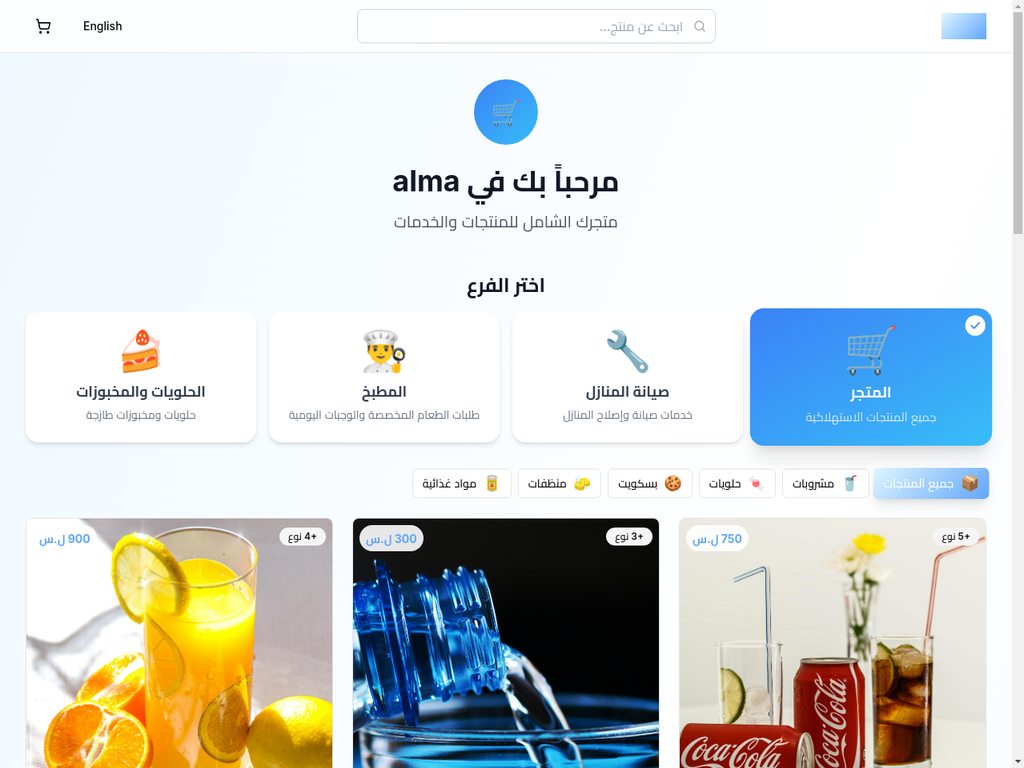 ابحث عن منتج...
English
مرحباً بك في alma
متجرك الشامل للمنتجات والخدمات
اختر الفرع
المتجر
جميع المنتجات الاستهلاكية
صيانة المنازل
خدمات صيانة وإصلاح المنازل
المطبخ
طلبات الطعام المخصصة والوجبات اليومية
الحلويات والمخبوزات
حلويات ومخبوزات طازجة
جميع المنتجات
مشروبات
حلويات
بسكويت
منظفات
مواد غذائية
+5 نوع
750 ل.س
+3 نوع
300 ل.س
+4 نوع
900 ل.س
Coca-Cola
Coca-Cola